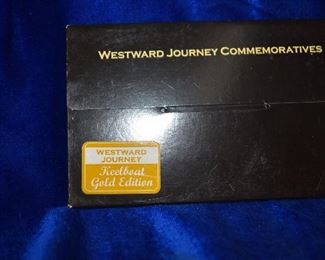 WESTWARD JOURNEY COMMEMORATIVES
WESTWARD
JOURNEY
Keelboat
Gold Edition